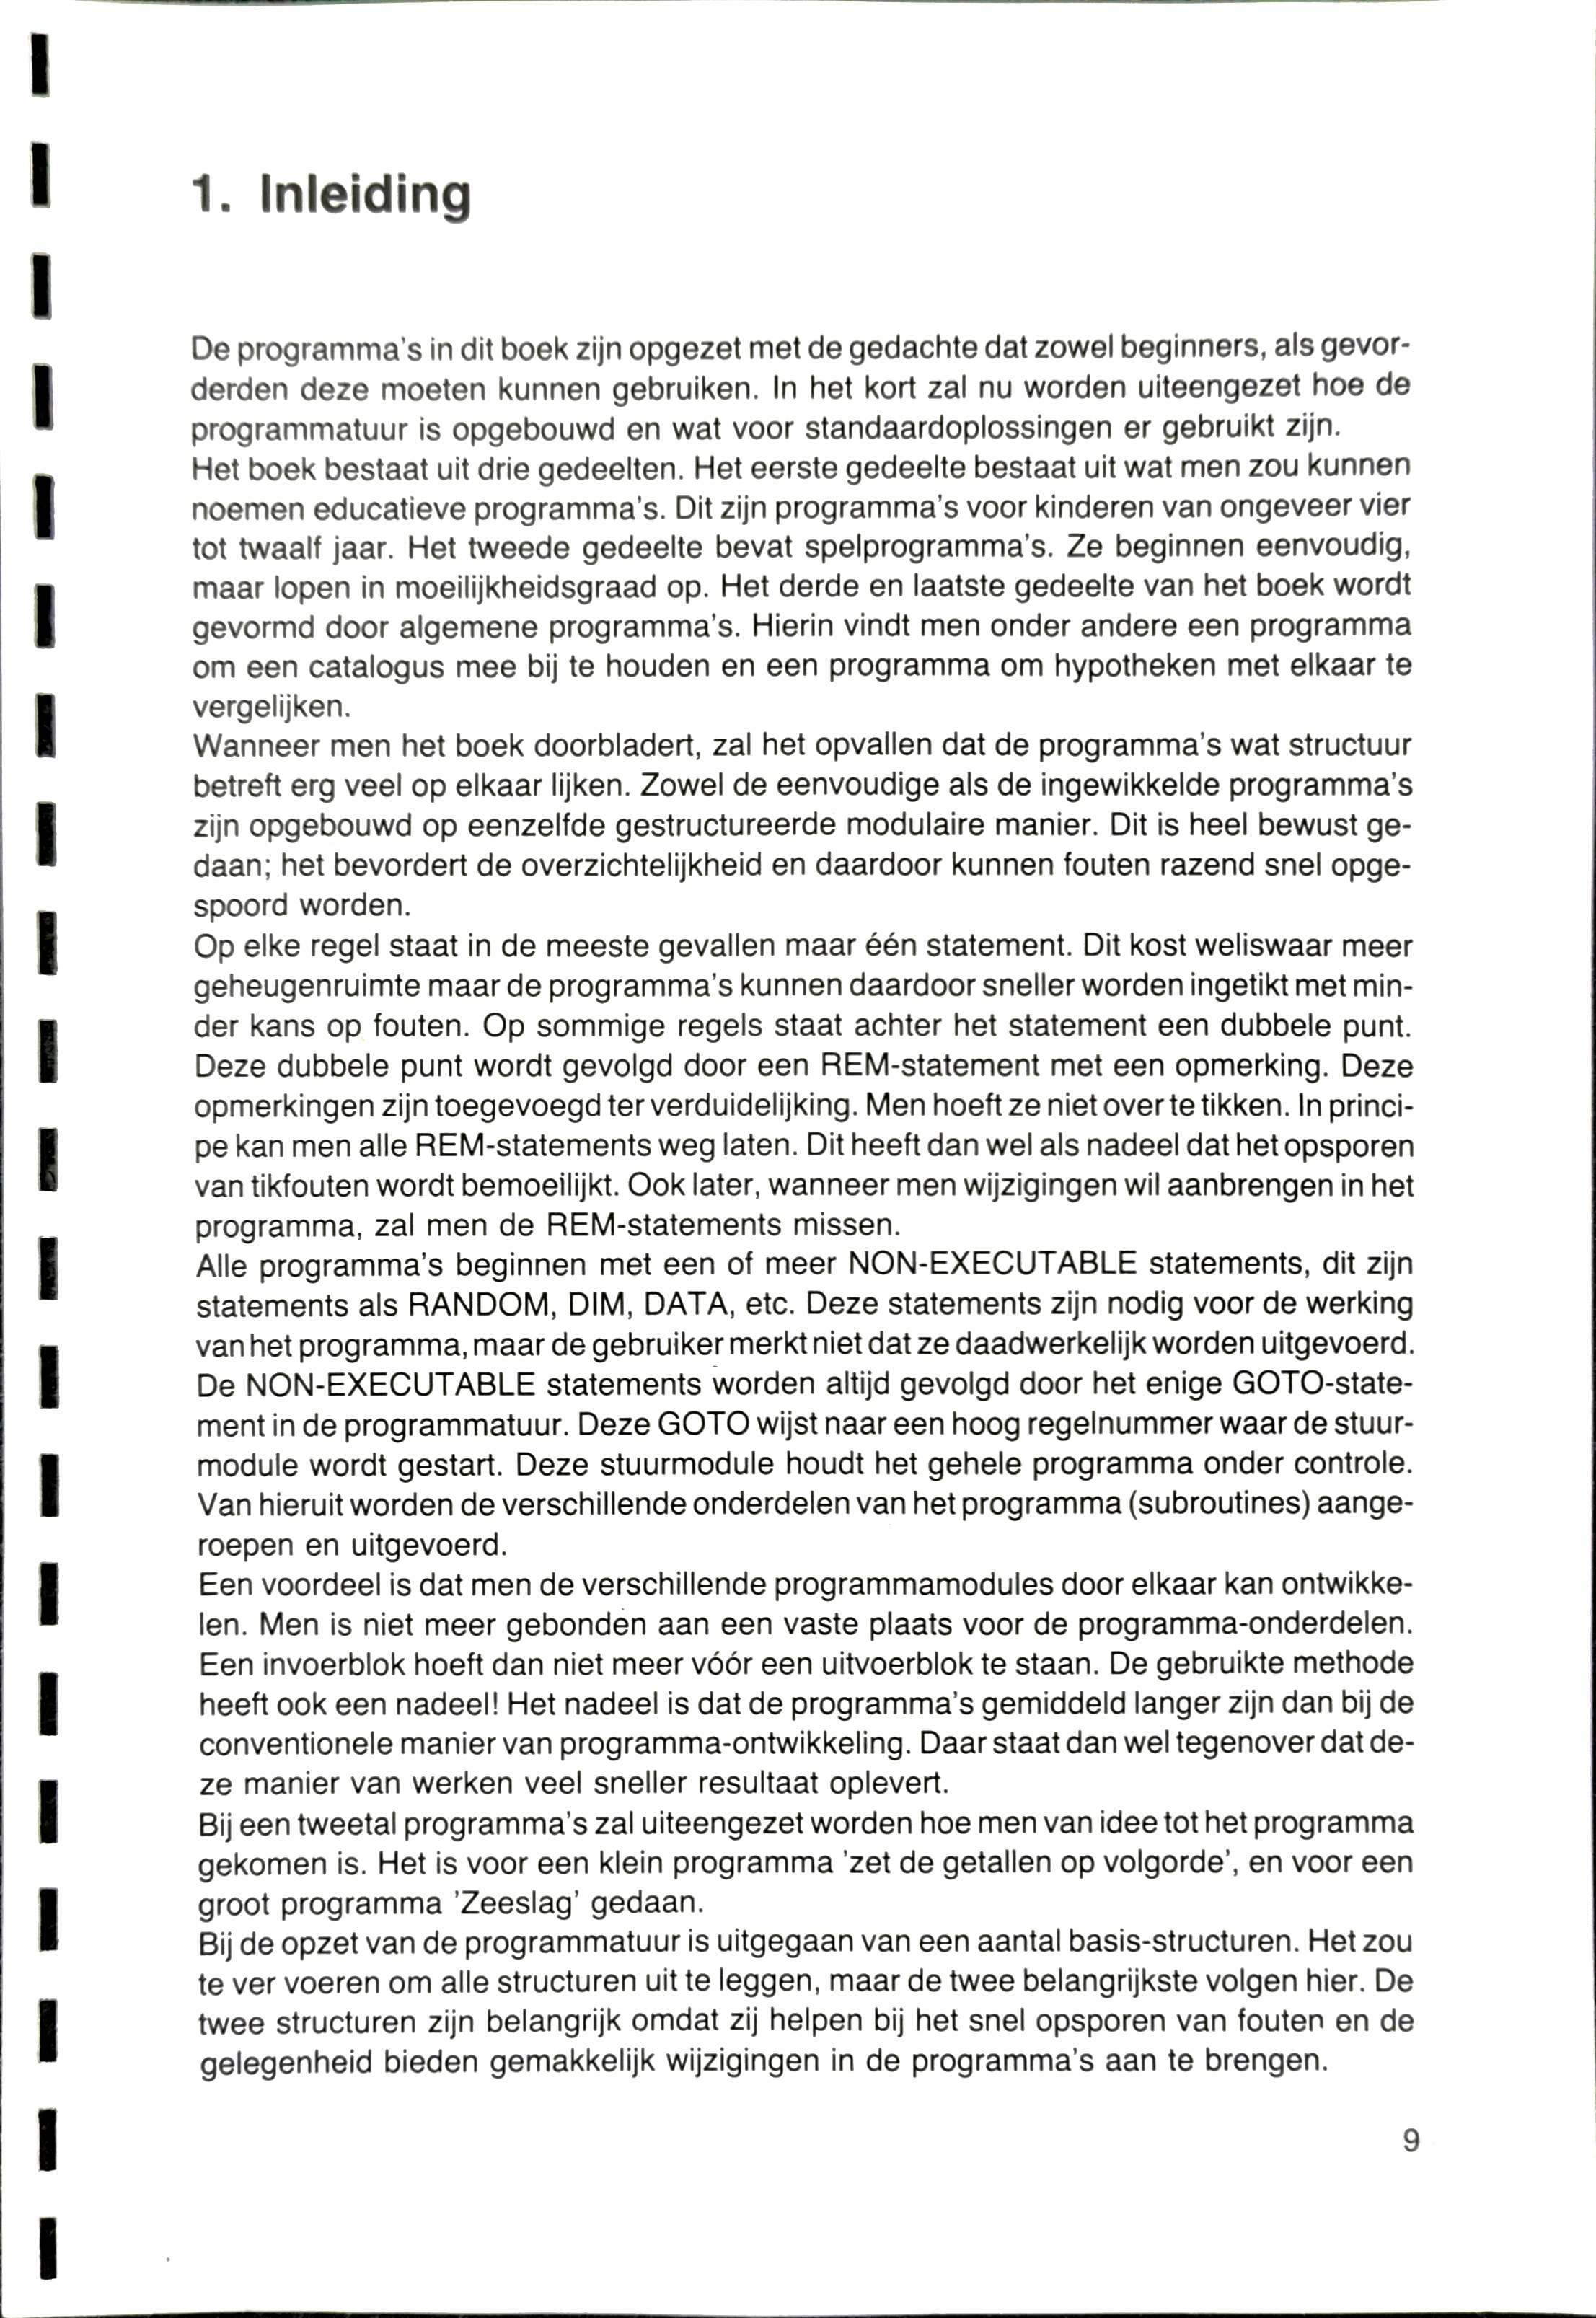 1. Inleiding
De programma's in dit boek zijn opgezet met de gedachte dat zowel beginners, als gevor-
derden deze moeten kunnen gebruiken. In het kort zal nu worden uiteengezet hoe de
programmatuur is opgebouwd en wat voor standaardoplossingen er gebruikt zijn.
Het boek bestaat uit drie gedeelten. Het eerste gedeelte bestaat uit wat men zou kunnen
noemen educatieve programma's. Dit zijn programma's voor kinderen van ongeveer vier
tot twaalf jaar. Het tweede gedeelte bevat spelprogramma's. Ze beginnen eenvoudig,
maar lopen in moeilijkheidsgraad op. Het derde en laatste gedeelte van het boek wordt
gevormd door algemene programma's. Hierin vindt men onder andere een programma
om een catalogus mee bij te houden en een programma om hypotheken met elkaar te
vergelijken.
Wanneer men het boek doorbladert, zal het opvallen dat de programma's wat structuur
betreft erg veel op elkaar lijken. Zowel de eenvoudige als de ingewikkelde programma's
zijn opgebouwd op eenzelfde gestructureerde modulaire manier. Dit is heel bewust ge-
daan; het bevordert de overzichtelijkheid en daardoor kunnen fouten razend snel opge-
spoord worden.
Op elke regel staat in de meeste gevallen maar één statement. Dit kost weliswaar meer
geheugenruimte maar de programma's kunnen daardoor sneller worden ingetikt met min-
der kans op fouten. Op sommige regels staat achter het statement een dubbele punt.
Deze dubbele punt wordt gevolgd door een REM-statement met een opmerking. Deze
opmerkingen zijn toegevoegd ter verduidelijking. Men hoeft ze niet over te tikken. In princi-
pe kan men alle REM-statements weg laten. Dit heeft dan wel als nadeel dat het opsporen
van tikfouten wordt bemoeilijkt. Ook later, wanneer men wijzigingen wil aanbrengen in het
programma, zal men de REM-statements missen.
Alle programma's beginnen met een of meer NON-EXECUTABLE statements, dit zijn
statements als RANDOM, DIM, DATA, etc. Deze statements zijn nodig voor de werking
van het programma, maar de gebruiker merkt niet dat ze daadwerkelijk worden uitgevoerd.
De NON-EXECUTABLE statements worden altijd gevolgd door het enige GOTO-state-
ment in de programmatuur. Deze GOTO wijst naar een hoog regelnummer waar de stuur-
module wordt gestart. Deze stuurmodule houdt het gehele programma onder controle.
Van hieruit worden de verschillende onderdelen van het programma (subroutines) aange-
roepen en uitgevoerd.
Een voordeel is dat men de verschillende programmamodules door elkaar kan ontwikke-
len. Men is niet meer gebonden aan een vaste plaats voor de programma-onderdelen.
Een invoerblok hoeft dan niet meer vóór een uitvoerblok te staan. De gebruikte methode
heeft ook een nadeel! Het nadeel is dat de programma's gemiddeld langer zijn dan bij de
conventionele manier van programma-ontwikkeling. Daar staat dan wel tegenover dat de-
ze manier van werken veel sneller resultaat oplevert.
Bij een tweetal programma's zal uiteengezet worden hoe men van idee tot het programma
gekomen is. Het is voor een klein programma 'zet de getallen op volgorde', en voor een
groot programma 'Zeeslag' gedaan.
Bij de opzet van de programmatuur is uitgegaan van een aantal basis-structuren. Het zou
te ver voeren om alle structuren uit te leggen, maar de twee belangrijkste volgen hier. De
twee structuren zijn belangrijk omdat zij helpen bij het snel opsporen van fouten en de
gelegenheid bieden gemakkelijk wijzigingen in de programma's aan te brengen.
9